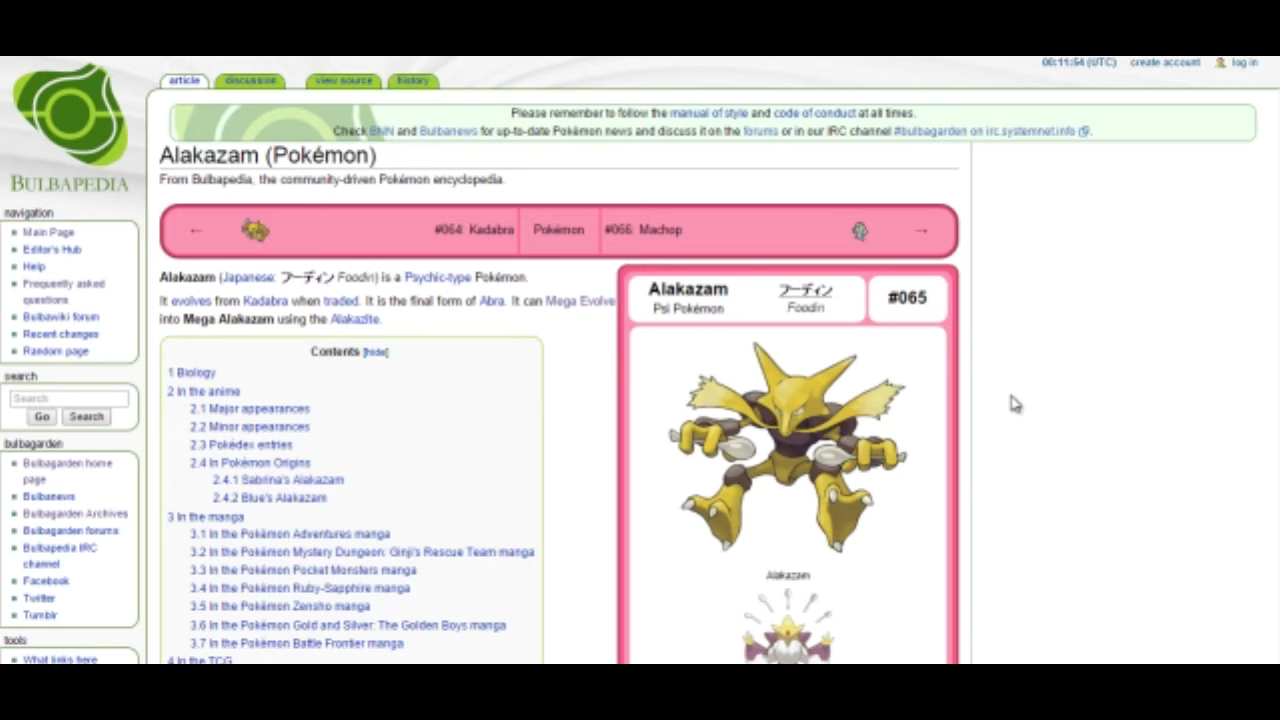 00:11:54 (UTC) create account log in
article discussion view source history
Please remember to follow the manual of style and code of conduct at all times.
Check BNN and Bulbanews for up-to-date Pokémon news and discuss it on the forums or in our IRC channel #bulbagarden on irc.systemnet.info
BULBAPEDIA
navigation
Main Page
Editor's Hub
Help
Frequently asked
questions
Bulbawiki forum
Recent changes
Random page
search
Search
Go Search
bulbagarden
Bulbagarden home
page
Bulbanews
Bulbagarden Archives
Bulbagarden forums
Bulbapedia IRC
channel
Facebook
Twitter
Tumblr
tools
What links here
Alakazam (Pokémon)
From Bulbapedia, the community-driven Pokémon encyclopedia.
← #064: Kadabra Pokémon #066: Machop →
Alakazam (Japanese: フーディン Foodin) is a Psychic-type Pokémon.
It evolves from Kadabra when traded. It is the final form of Abra. It can Mega Evolve
into Mega Alakazam using the Alakazite.
Contents [hide]
1 Biology
2 In the anime
2.1 Major appearances
2.2 Minor appearances
2.3 Pokédex entries
2.4 In Pokémon Origins
2.4.1 Sabrina's Alakazam
2.4.2 Blue's Alakazam
3 In the manga
3.1 In the Pokémon Adventures manga
3.2 In the Pokémon Mystery Dungeon: Ginji's Rescue Team manga
3.3 In the Pokémon Pocket Monsters manga
3.4 In the Pokémon Ruby-Sapphire manga
3.5 In the Pokémon Zensho manga
3.6 In the Pokémon Gold and Silver: The Golden Boys manga
3.7 In the Pokémon Battle Frontier manga
4 In the TCG
Alakazam フーディン #065
Psi Pokémon Foodin
Alakazam